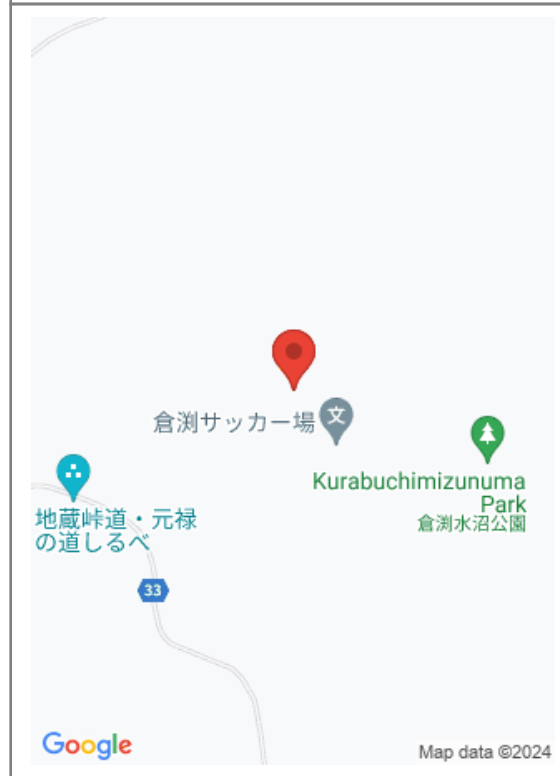 倉渕サッカー場
文
Kurabuchimizunuma
Park
倉渕水沼公園
地蔵峠道・元禄
の道しるべ
33
Google
Map data ©2024